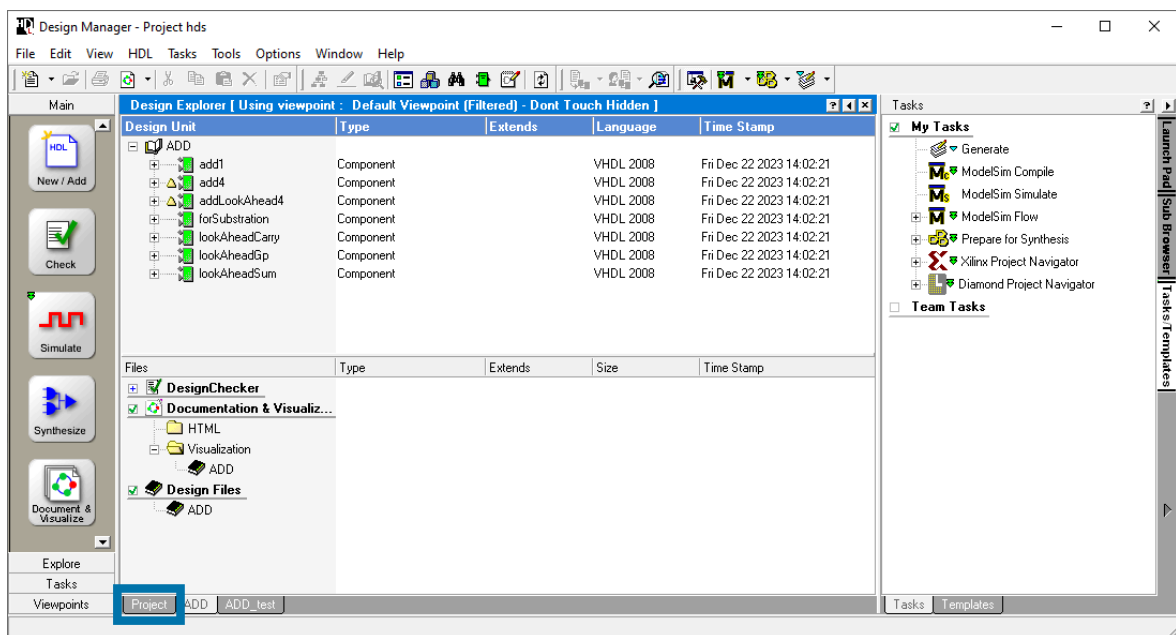 Design Manager - Project hds
File Edit View HDL Tasks Tools Options Window Help
Main
HDL
New / Add
Check
Simulate
Synthesize
Document & Visualize
Explore
Tasks
Viewpoints
Design Explorer [ Using viewpoint : Default Viewpoint (Filtered) - Dont Touch Hidden ]
Design Unit Type Extends Language Time Stamp
ADD
add1 Component VHDL 2008 Fri Dec 22 2023 14:02:21
add4 Component VHDL 2008 Fri Dec 22 2023 14:02:21
addLookAhead4 Component VHDL 2008 Fri Dec 22 2023 14:02:21
forSubstration Component VHDL 2008 Fri Dec 22 2023 14:02:21
lookAheadCarry Component VHDL 2008 Fri Dec 22 2023 14:02:21
lookAheadGp Component VHDL 2008 Fri Dec 22 2023 14:02:21
lookAheadSum Component VHDL 2008 Fri Dec 22 2023 14:02:21
Files Type Extends Size Time Stamp
DesignChecker
Documentation & Visualiz...
HTML
Visualization
ADD
Design Files
ADD
Project ADD ADD_test
Tasks
My Tasks
Generate
ModelSim Compile
ModelSim Simulate
ModelSim Flow
Prepare for Synthesis
Xilinx Project Navigator
Diamond Project Navigator
Team Tasks
Tasks Templates
Launch Pad
Sub Browser
Tasks/Templates